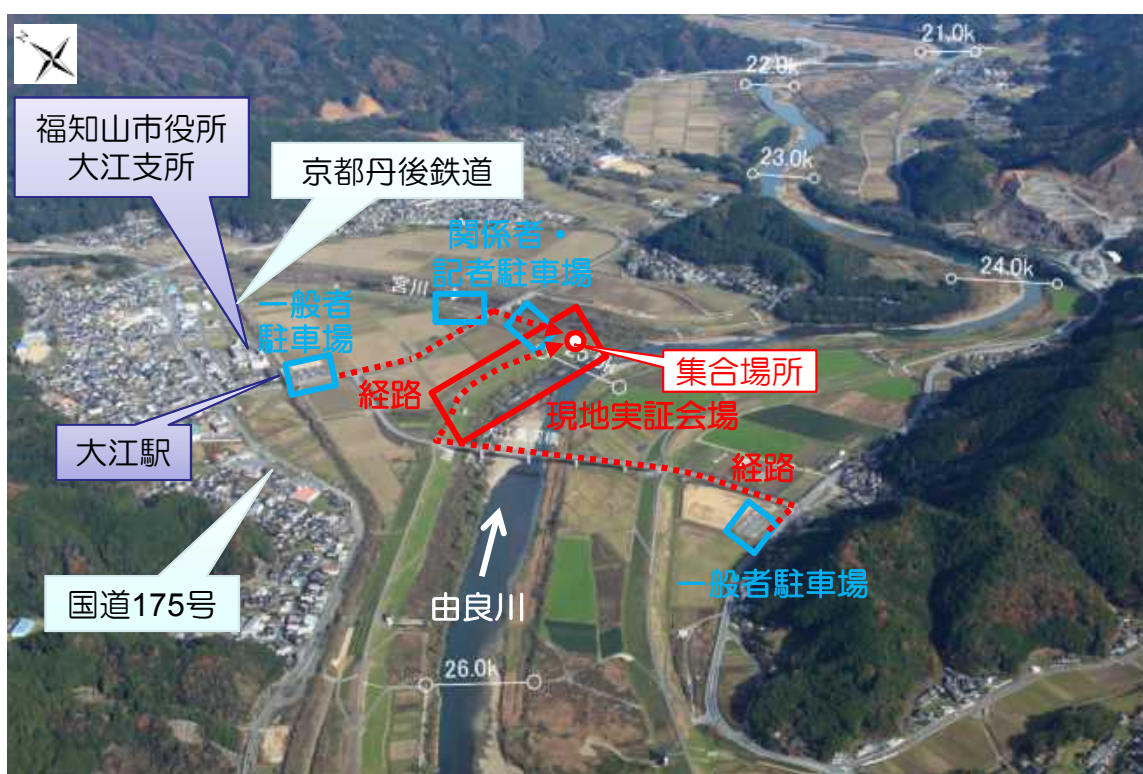 21.0k
22.0k
福知山市役所
大江支所
京都丹後鉄道
23.0k
関係者・
記者駐車場
24.0k
宮川
一般者
駐車場
集合場所
経路
現地実証会場
大江駅
経路
一般者駐車場
国道175号
由良川
26.0k